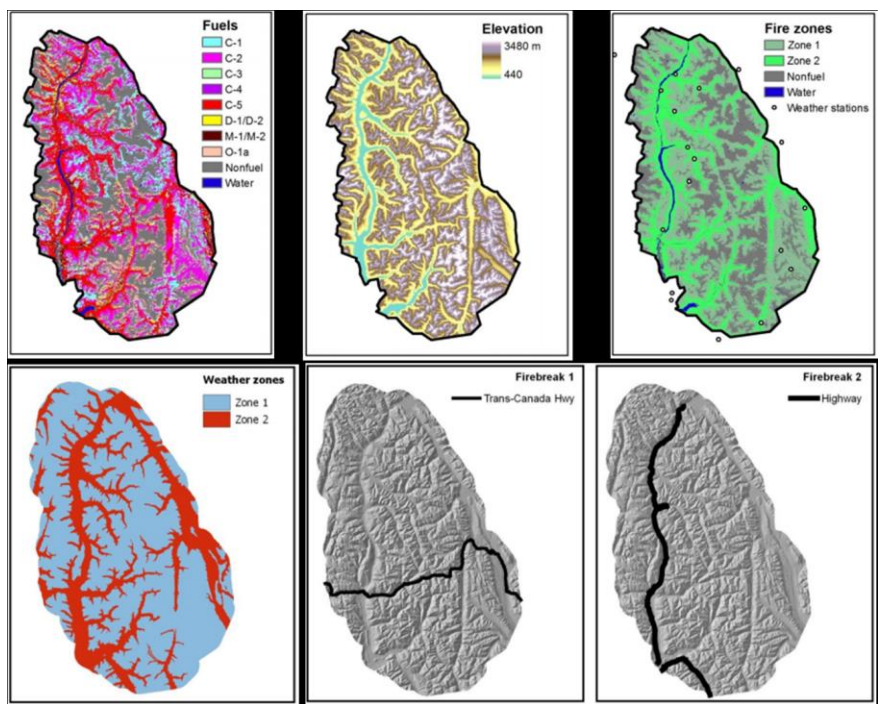 Fuels
C-1
C-2
C-3
C-4
C-5
D-1/D-2
M-1/M-2
O-1a
Nonfuel
Water
Elevation
3480 m
440
Fire zones
Zone 1
Zone 2
Nonfuel
Water
Weather stations
Weather zones
Zone 1
Zone 2
Firebreak 1
Trans-Canada Hwy
Firebreak 2
Highway